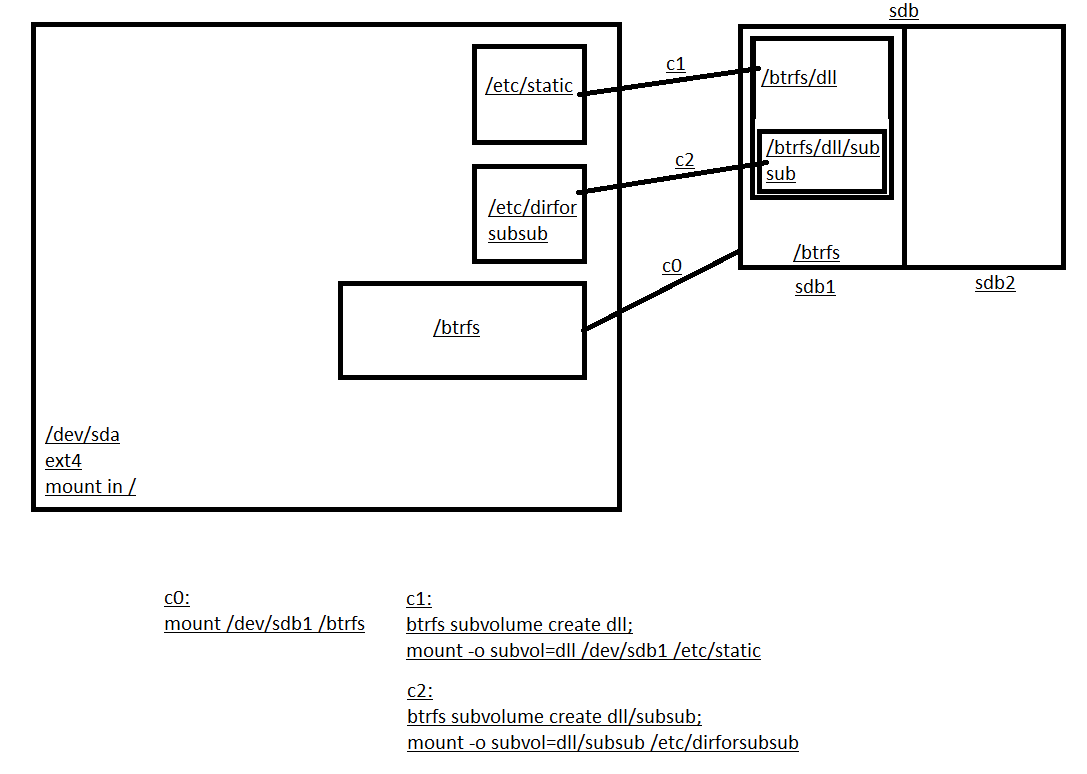 sdb
/etc/static
c1
/btrfs/dll
/btrfs/dll/sub
sub
c2
/etc/dirfor
subsub
/btrfs
sdb1
sdb2
c0
/btrfs
/dev/sda
ext4
mount in /
c0:
mount /dev/sdb1 /btrfs
c1:
btrfs subvolume create dll;
mount -o subvol=dll /dev/sdb1 /etc/static
c2:
btrfs subvolume create dll/subsub;
mount -o subvol=dll/subsub /etc/dirforsubsub